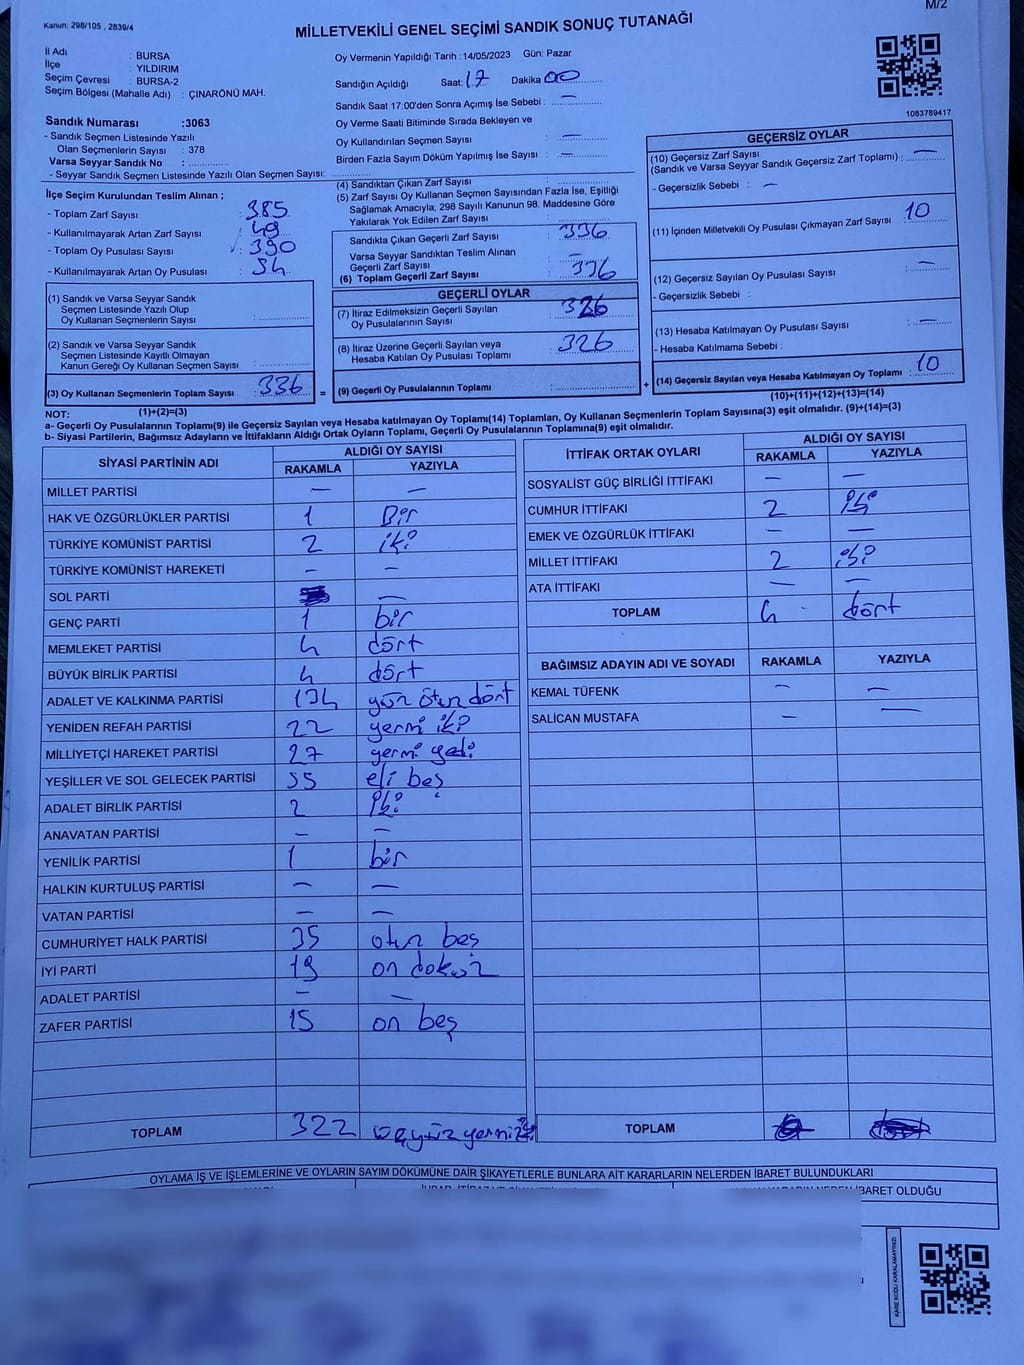 Kanun: 298/105 , 2839/4
M/2
MİLLETVEKİLİ GENEL SEÇİMİ SANDIK SONUÇ TUTANAĞI
İl Adı : BURSA
İlçe : YILDIRIM
Seçim Çevresi : BURSA-2
Seçim Bölgesi (Mahalle Adı) : ÇINARÖNÜ MAH.
Oy Vermenin Yapıldığı Tarih :14/05/2023 Gün: Pazar
Sandığın Açıldığı Saat: 17 Dakika 00
Sandık Saat 17:00'den Sonra Açımış İse Sebebi : —
Oy Verme Saati Bitiminde Sırada Bekleyen ve
Oy Kullandırılan Seçmen Sayısı : —
Birden Fazla Sayım Döküm Yapılmış İse Sayısı : —
1083789417
Sandık Numarası :3063
- Sandık Seçmen Listesinde Yazılı
Olan Seçmenlerin Sayısı : 378
Varsa Seyyar Sandık No :
- Seyyar Sandık Seçmen Listesinde Yazılı Olan Seçmen Sayısı:
İlçe Seçim Kurulundan Teslim Alınan ;
- Toplam Zarf Sayısı : 385
- Kullanılmayarak Artan Zarf Sayısı : 49
- Toplam Oy Pusulası Sayısı : 390
- Kullanılmayarak Artan Oy Pusulası : 54
(1) Sandık ve Varsa Seyyar Sandık
Seçmen Listesinde Yazılı Olup
Oy Kullanan Seçmenlerin Sayısı :
(2) Sandık ve Varsa Seyyar Sandık
Seçmen Listesinde Kayıtlı Olmayan
Kanun Gereği Oy Kullanan Seçmen Sayısı :
(3) Oy Kullanan Seçmenlerin Toplam Sayısı : 336
(1)+(2)=(3)
(4) Sandıktan Çıkan Zarf Sayısı :
(5) Zarf Sayısı Oy Kullanan Seçmen Sayısından Fazla İse, Eşitliği
Sağlamak Amacıyla, 298 Sayılı Kanunun 98. Maddesine Göre
Yakılarak Yok Edilen Zarf Sayısı :
Sandıkta Çıkan Geçerli Zarf Sayısı : 336
Varsa Seyyar Sandıktan Teslim Alınan
Geçerli Zarf Sayısı : —
(6) Toplam Geçerli Zarf Sayısı : 336
GEÇERLİ OYLAR
(7) İtiraz Edilmeksizin Geçerli Sayılan
Oy Pusulalarının Sayısı : 326
(8) İtiraz Üzerine Geçerli Sayılan veya
Hesaba Katılan Oy Pusulası Toplamı : 326
= (9) Geçerli Oy Pusulalarının Toplamı :
GEÇERSİZ OYLAR
(10) Geçersiz Zarf Sayısı
(Sandık ve Varsa Seyyar Sandık Geçersiz Zarf Toplamı) : —
- Geçersizlik Sebebi : —
(11) İçinden Milletvekili Oy Pusulası Çıkmayan Zarf Sayısı : 10
(12) Geçersiz Sayılan Oy Pusulası Sayısı : —
- Geçersizlik Sebebi :
(13) Hesaba Katılmayan Oy Pusulası Sayısı : —
- Hesaba Katılmama Sebebi :
+ (14) Geçersiz Sayılan veya Hesaba Katılmayan Oy Toplamı : 10
(10)+(11)+(12)+(13)=(14)
NOT:
a- Geçerli Oy Pusulalarının Toplamı(9) ile Geçersiz Sayılan veya Hesaba katılmayan Oy Toplamı(14) Toplamları, Oy Kullanan Seçmenlerin Toplam Sayısına(3) eşit olmalıdır. (9)+(14)=(3)
b- Siyasi Partilerin, Bağımsız Adayların ve İttifakların Aldığı Ortak Oyların Toplamı, Geçerli Oy Pusulalarının Toplamına(9) eşit olmalıdır.
SİYASİ PARTİNİN ADI ALDIĞI OY SAYISI
RAKAMLA YAZIYLA
MİLLET PARTİSİ — —
HAK VE ÖZGÜRLÜKLER PARTİSİ 1 Bir
TÜRKİYE KOMÜNİST PARTİSİ 2 iki
TÜRKİYE KOMÜNİST HAREKETİ — —
SOL PARTİ —
GENÇ PARTİ 1 bir
MEMLEKET PARTİSİ 4 dört
BÜYÜK BİRLİK PARTİSİ 4 dört
ADALET VE KALKINMA PARTİSİ 134 yüz otuz dört
YENİDEN REFAH PARTİSİ 22 yermi iki
MİLLİYETÇİ HAREKET PARTİSİ 27 yermi yedi
YEŞİLLER VE SOL GELECEK PARTİSİ 55 eli beş
ADALET BİRLİK PARTİSİ 2 iki
ANAVATAN PARTİSİ — —
YENİLİK PARTİSİ 1 bir
HALKIN KURTULUŞ PARTİSİ — —
VATAN PARTİSİ — —
CUMHURİYET HALK PARTİSİ 35 otuz beş
İYİ PARTİ 19 on dokuz
ADALET PARTİSİ — —
ZAFER PARTİSİ 15 on beş
TOPLAM 322 üçyüzyermi
İTTİFAK ORTAK OYLARI ALDIĞI OY SAYISI
RAKAMLA YAZIYLA
SOSYALİST GÜÇ BİRLİĞİ İTTİFAKI — —
CUMHUR İTTİFAKI 2 iki
EMEK VE ÖZGÜRLÜK İTTİFAKI — —
MİLLET İTTİFAKI 2 iki
ATA İTTİFAKI — —
TOPLAM 4 dört
BAĞIMSIZ ADAYIN ADI VE SOYADI RAKAMLA YAZIYLA
KEMAL TÜFENK — —
SALİCAN MUSTAFA — —
TOPLAM
OYLAMA İŞ VE İŞLEMLERİNE VE OYLARIN SAYIM DÖKÜMÜNE DAİR ŞİKAYETLERLE BUNLARA AİT KARARLARIN NELERDEN İBARET BULUNDUKLARI
İBARET OLDUĞU
KARE KODU KARALAMAYINIZ!